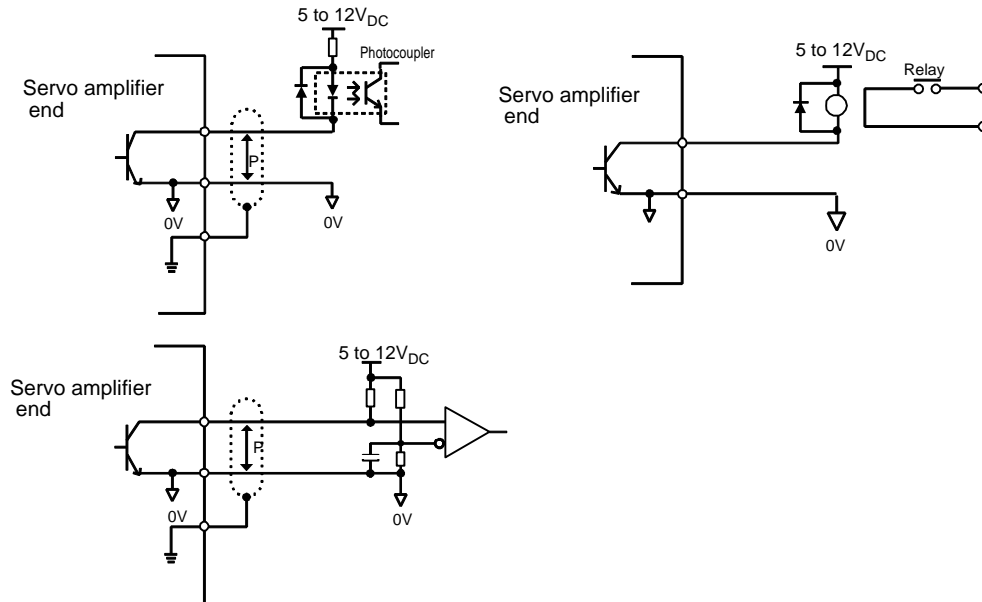 5 to 12VDC
Photocoupler
Servo amplifier
end
P
0V
0V
5 to 12VDC
Relay
Servo amplifier
end
0V
5 to 12VDC
Servo amplifier
end
P
0V
0V